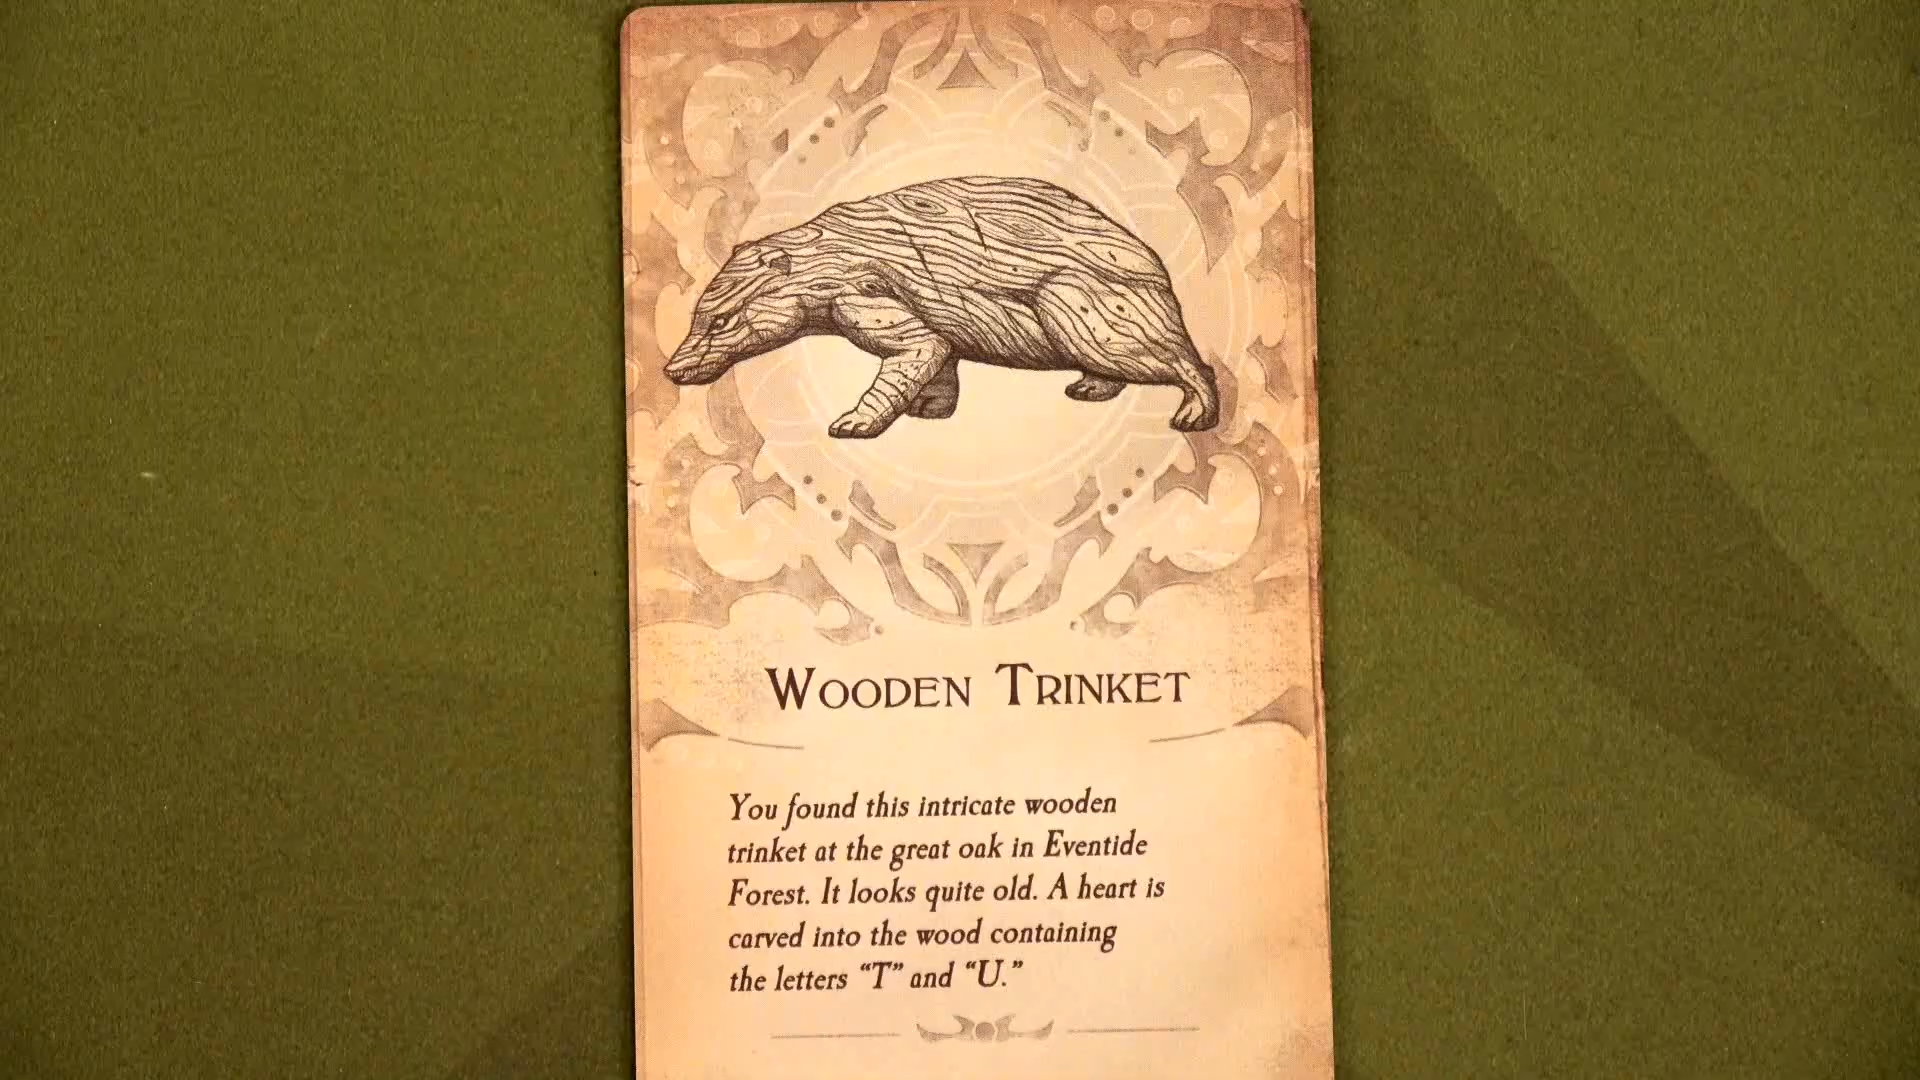 WOODEN TRINKET
You found this intricate wooden
trinket at the great oak in Eventide
Forest. It looks quite old. A heart is
carved into the wood containing
the letters “T” and “U.”